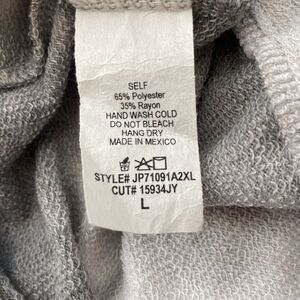 SELF
65% Polyester
35% Rayon
HAND WASH COLD
DO NOT BLEACH
HANG DRY
MADE IN MEXICO
STYLE# JP71091A2XL
CUT# 15934JY
L